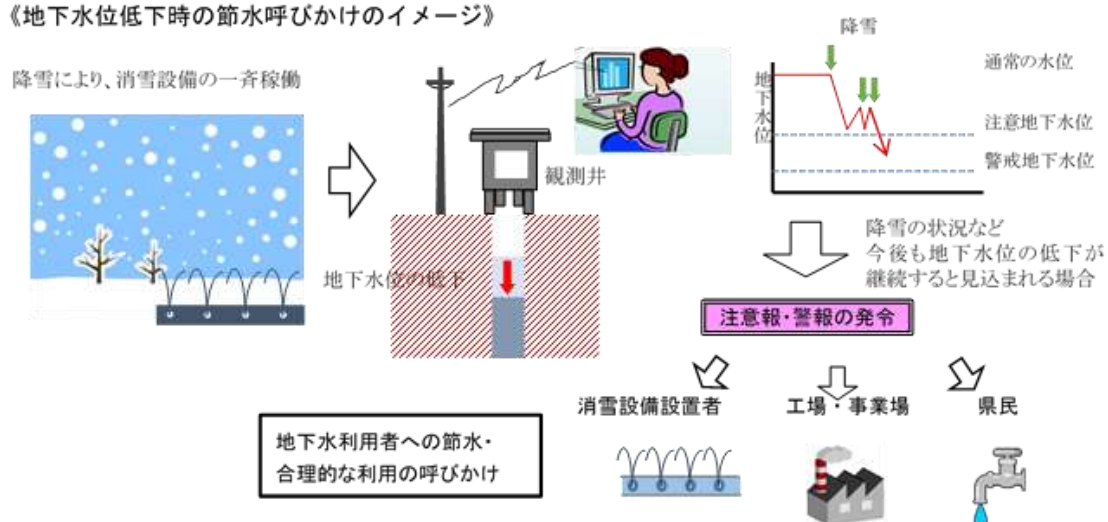 《地下水位低下時の節水呼びかけのイメージ》
降雪により、消雪設備の一斉稼働
観測井
地下水位の低下
降雪
地下水位
通常の水位
注意地下水位
警戒地下水位
降雪の状況など
今後も地下水位の低下が
継続すると見込まれる場合
注意報・警報の発令
消雪設備設置者
工場・事業場
県民
地下水利用者への節水・
合理的な利用の呼びかけ